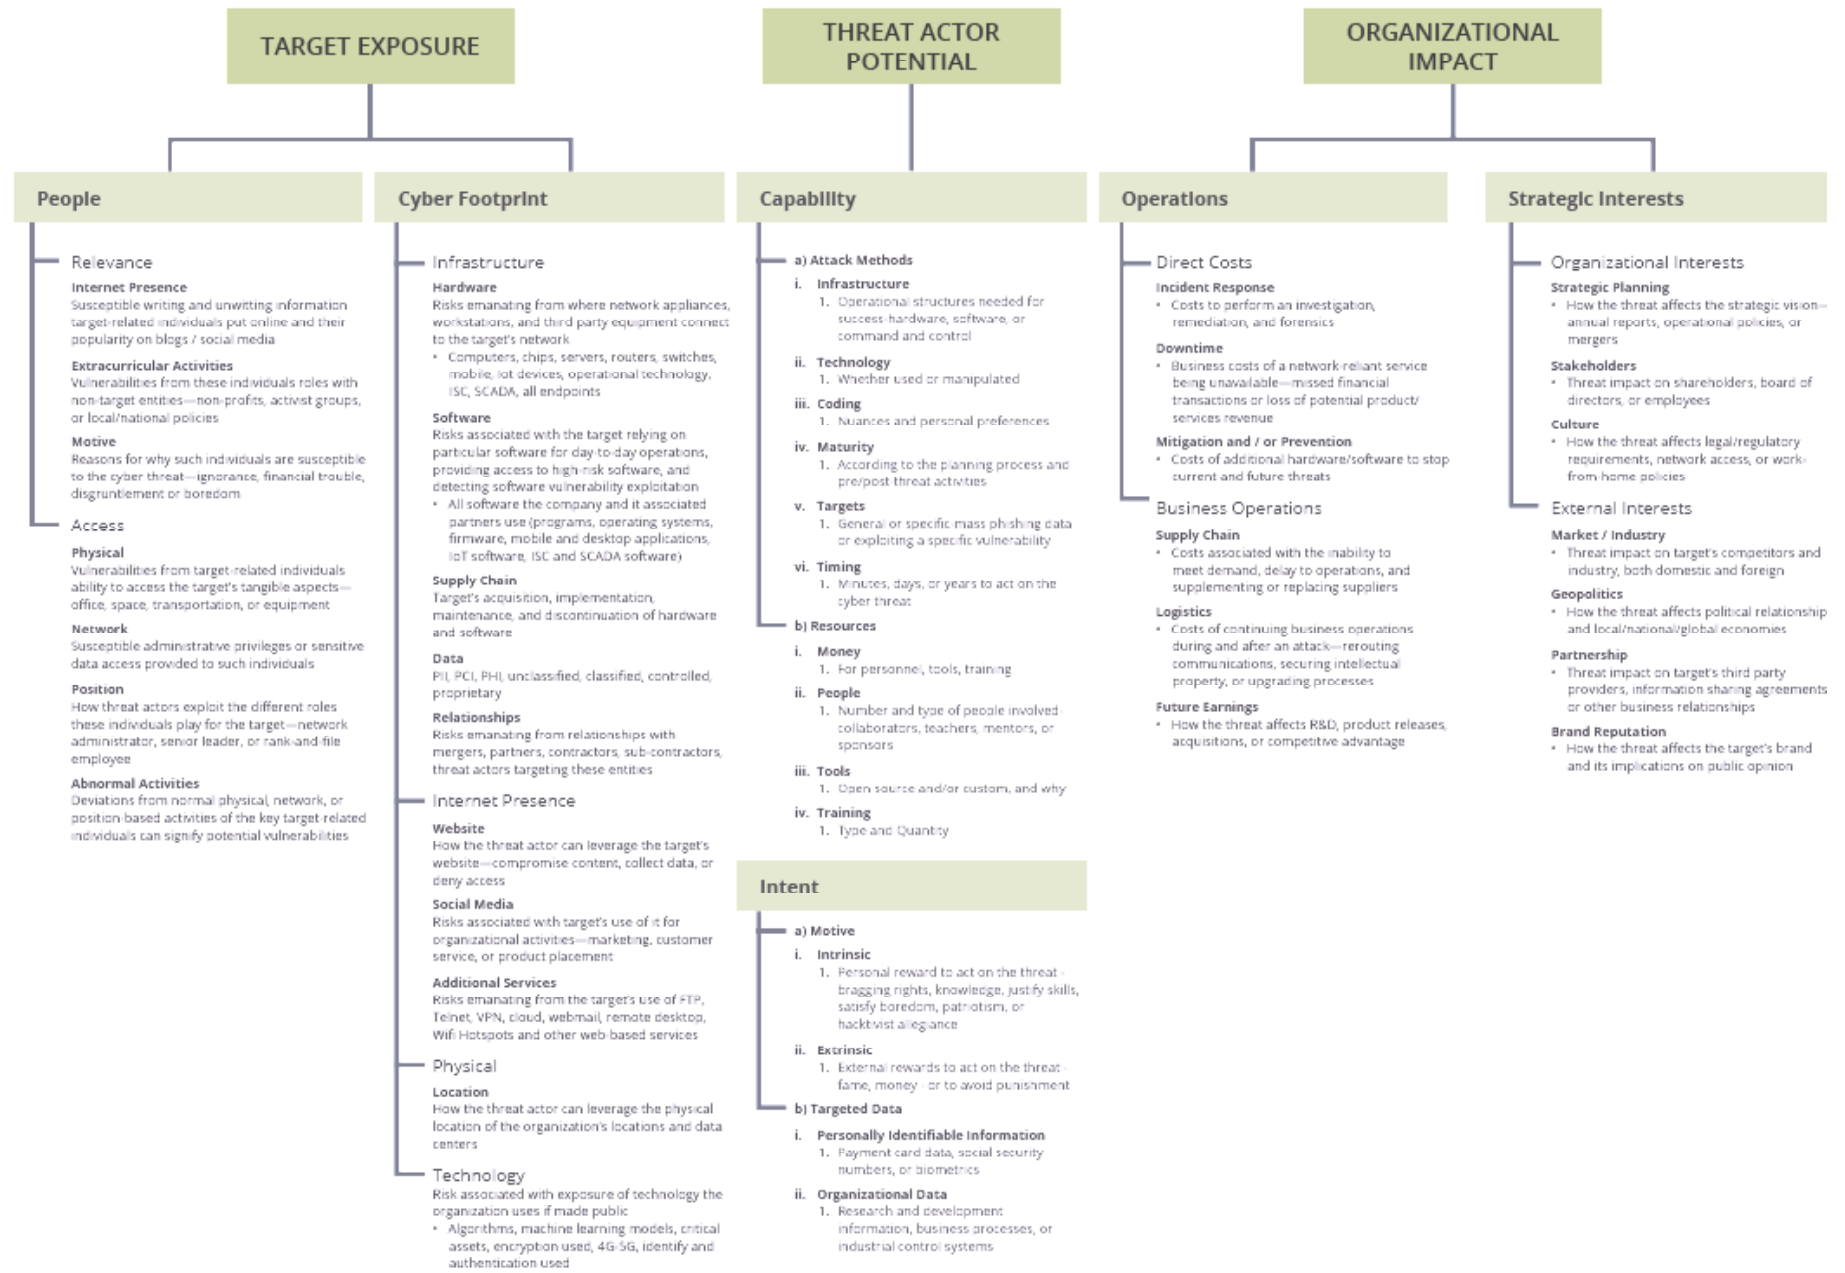 TARGET EXPOSURE
People
Relevance
Internet Presence
Susceptible writing and unwitting information
target-related individuals put online and their
popularity on blogs / social media
Extracurricular Activities
Vulnerabilities from these individuals roles with
non-target entities—non-profits, activist groups,
or local/national policies
Motive
Reasons for why such individuals are susceptible
to the cyber threat—ignorance, financial trouble,
disgruntlement or boredom
Access
Physical
Vulnerabilities from target-related individuals
ability to access the target's tangible aspects—
office, space, transportation, or equipment
Network
Susceptible administrative privileges or sensitive
data access provided to such individuals
Position
How threat actors exploit the different roles
these individuals play for the target—network
administrator, senior leader, or rank-and-file
employee
Abnormal Activities
Deviations from normal physical, network, or
position-based activities of the key target-related
individuals can signify potential vulnerabilities
Cyber Footprint
Infrastructure
Hardware
Risks emanating from where network appliances,
workstations, and third party equipment connect
to the target's network
• Computers, chips, servers, routers, switches,
mobile, Iot devices, operational technology,
ISC, SCADA, all endpoints
Software
Risks associated with the target relying on
particular software for day-to-day operations,
providing access to high-risk software, and
detecting software vulnerability exploitation
• All software the company and it associated
partners use (programs, operating systems,
firmware, mobile and desktop applications,
IoT software, ISC and SCADA software)
Supply Chain
Target's acquisition, implementation,
maintenance, and discontinuation of hardware
and software
Data
PII, PCI, PHI, unclassified, classified, controlled,
proprietary
Relationships
Risks emanating from relationships with
mergers, partners, contractors, sub-contractors,
threat actors targeting these entities
Internet Presence
Website
How the threat actor can leverage the target's
website—compromise content, collect data, or
deny access
Social Media
Risks associated with target's use of it for
organizational activities—marketing, customer
service, or product placement
Additional Services
Risks emanating from the target's use of FTP,
Telnet, VPN, cloud, webmail, remote desktop,
Wifi Hotspots and other web-based services
Physical
Location
How the threat actor can leverage the physical
location of the organization's locations and data
centers
Technology
Risk associated with exposure of technology the
organization uses if made public
• Algorithms, machine learning models, critical
assets, encryption used, 4G-5G, identify and
authentication used
THREAT ACTOR
POTENTIAL
Capability
a) Attack Methods
i. Infrastructure
1. Operational structures needed for
success-hardware, software, or
command and control
ii. Technology
1. Whether used or manipulated
iii. Coding
1. Nuances and personal preferences
iv. Maturity
1. According to the planning process and
pre/post-threat activities
v. Targets
1. General or specific-mass phishing data
or exploiting a specific vulnerability
vi. Timing
1. Minutes, days, or years to act on the
cyber threat
b) Resources
i. Money
1. For personnel, tools, training
ii. People
1. Number and type of people involved-
collaborators, teachers, mentors, or
sponsors
iii. Tools
1. Open source and/or custom, and why
iv. Training
1. Type and Quantity
Intent
a) Motive
i. Intrinsic
1. Personal reward to act on the threat -
bragging rights, knowledge, justify skills,
satisfy boredom, patriotism, or
hacktivist allegiance
ii. Extrinsic
1. External rewards to act on the threat -
fame, money - or to avoid punishment
b) Targeted Data
i. Personally Identifiable Information
1. Payment card data, social security
numbers, or biometrics
ii. Organizational Data
1. Research and development
information, business processes, or
industrial control systems
ORGANIZATIONAL
IMPACT
Operations
Direct Costs
Incident Response
• Costs to perform an investigation,
remediation, and forensics
Downtime
• Business costs of a network-reliant service
being unavailable—missed financial
transactions or loss of potential product/
services revenue
Mitigation and / or Prevention
• Costs of additional hardware/software to stop
current and future threats
Business Operations
Supply Chain
• Costs associated with the inability to
meet demand, delay to operations, and
supplementing or replacing suppliers
Logistics
• Costs of continuing business operations
during and after an attack—rerouting
communications, securing intellectual
property, or upgrading processes
Future Earnings
• How the threat affects R&D, product releases,
acquisitions, or competitive advantage
Strategic Interests
Organizational Interests
Strategic Planning
• How the threat affects the strategic vision—
annual reports, operational policies, or
mergers
Stakeholders
• Threat impact on shareholders, board of
directors, or employees
Culture
• How the threat affects legal/regulatory
requirements, network access, or work-
from-home policies
External Interests
Market / Industry
• Threat impact on target's competitors and
industry, both domestic and foreign
Geopolitics
• How the threat affects political relationship
and local/national/global economies
Partnership
• Threat impact on target's third party
providers, information sharing agreements
or other business relationships
Brand Reputation
• How the threat affects the target's brand
and its implications on public opinion